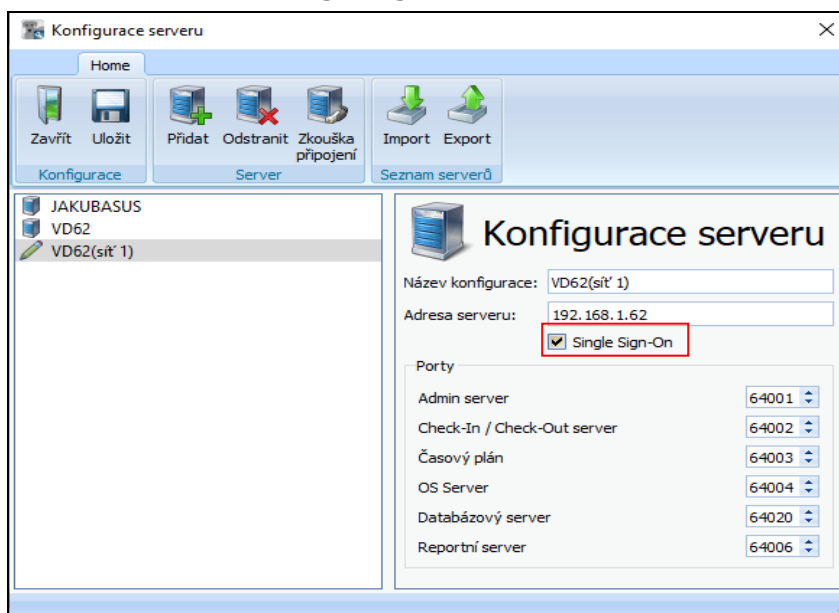 Konfigurace serveru
Home
Zavřít Uložit Přidat Odstranit Zkouška připojení Import Export
Konfigurace Server Seznam serverů
JAKUBASUS
VD62
VD62(síť 1)
Konfigurace serveru
Název konfigurace: VD62(síť 1)
Adresa serveru: 192.168.1.62
Single Sign-On
Porty
Admin server 64001
Check-In / Check-Out server 64002
Časový plán 64003
OS Server 64004
Databázový server 64020
Reportní server 64006